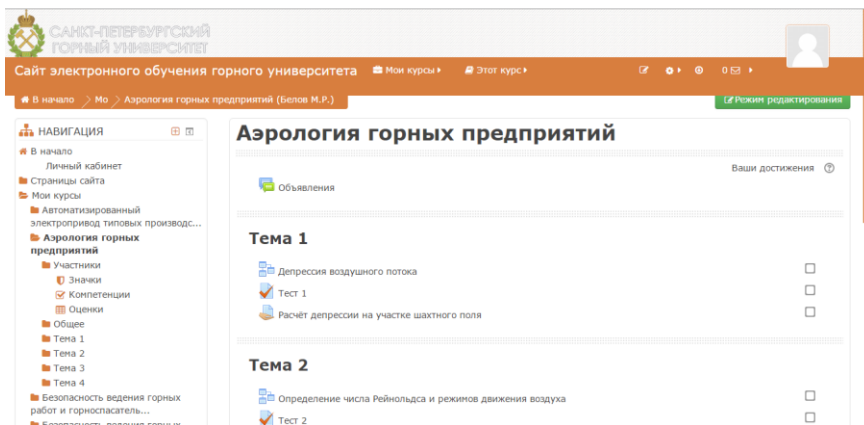 САНКТ-ПЕТЕРБУРГСКИЙ
ГОРНЫЙ УНИВЕРСИТЕТ
Сайт электронного обучения горного университета Мои курсы Этот курс 0
В начало Мо Аэрология горных предприятий (Белов М.Р.) Режим редактирования
НАВИГАЦИЯ
В начало
Личный кабинет
Страницы сайта
Мои курсы
Автоматизированный
электропривод типовых производс...
Аэрология горных
предприятий
Участники
Значки
Компетенции
Оценки
Общее
Тема 1
Тема 2
Тема 3
Тема 4
Безопасность ведения горных
работ и горноспасатель...
Безопасность ведения горных
Аэрология горных предприятий
Ваши достижения
Объявления
Тема 1
Депрессия воздушного потока
Тест 1
Расчёт депрессии на участке шахтного поля
Тема 2
Определение числа Рейнольдса и режимов движения воздуха
Тест 2